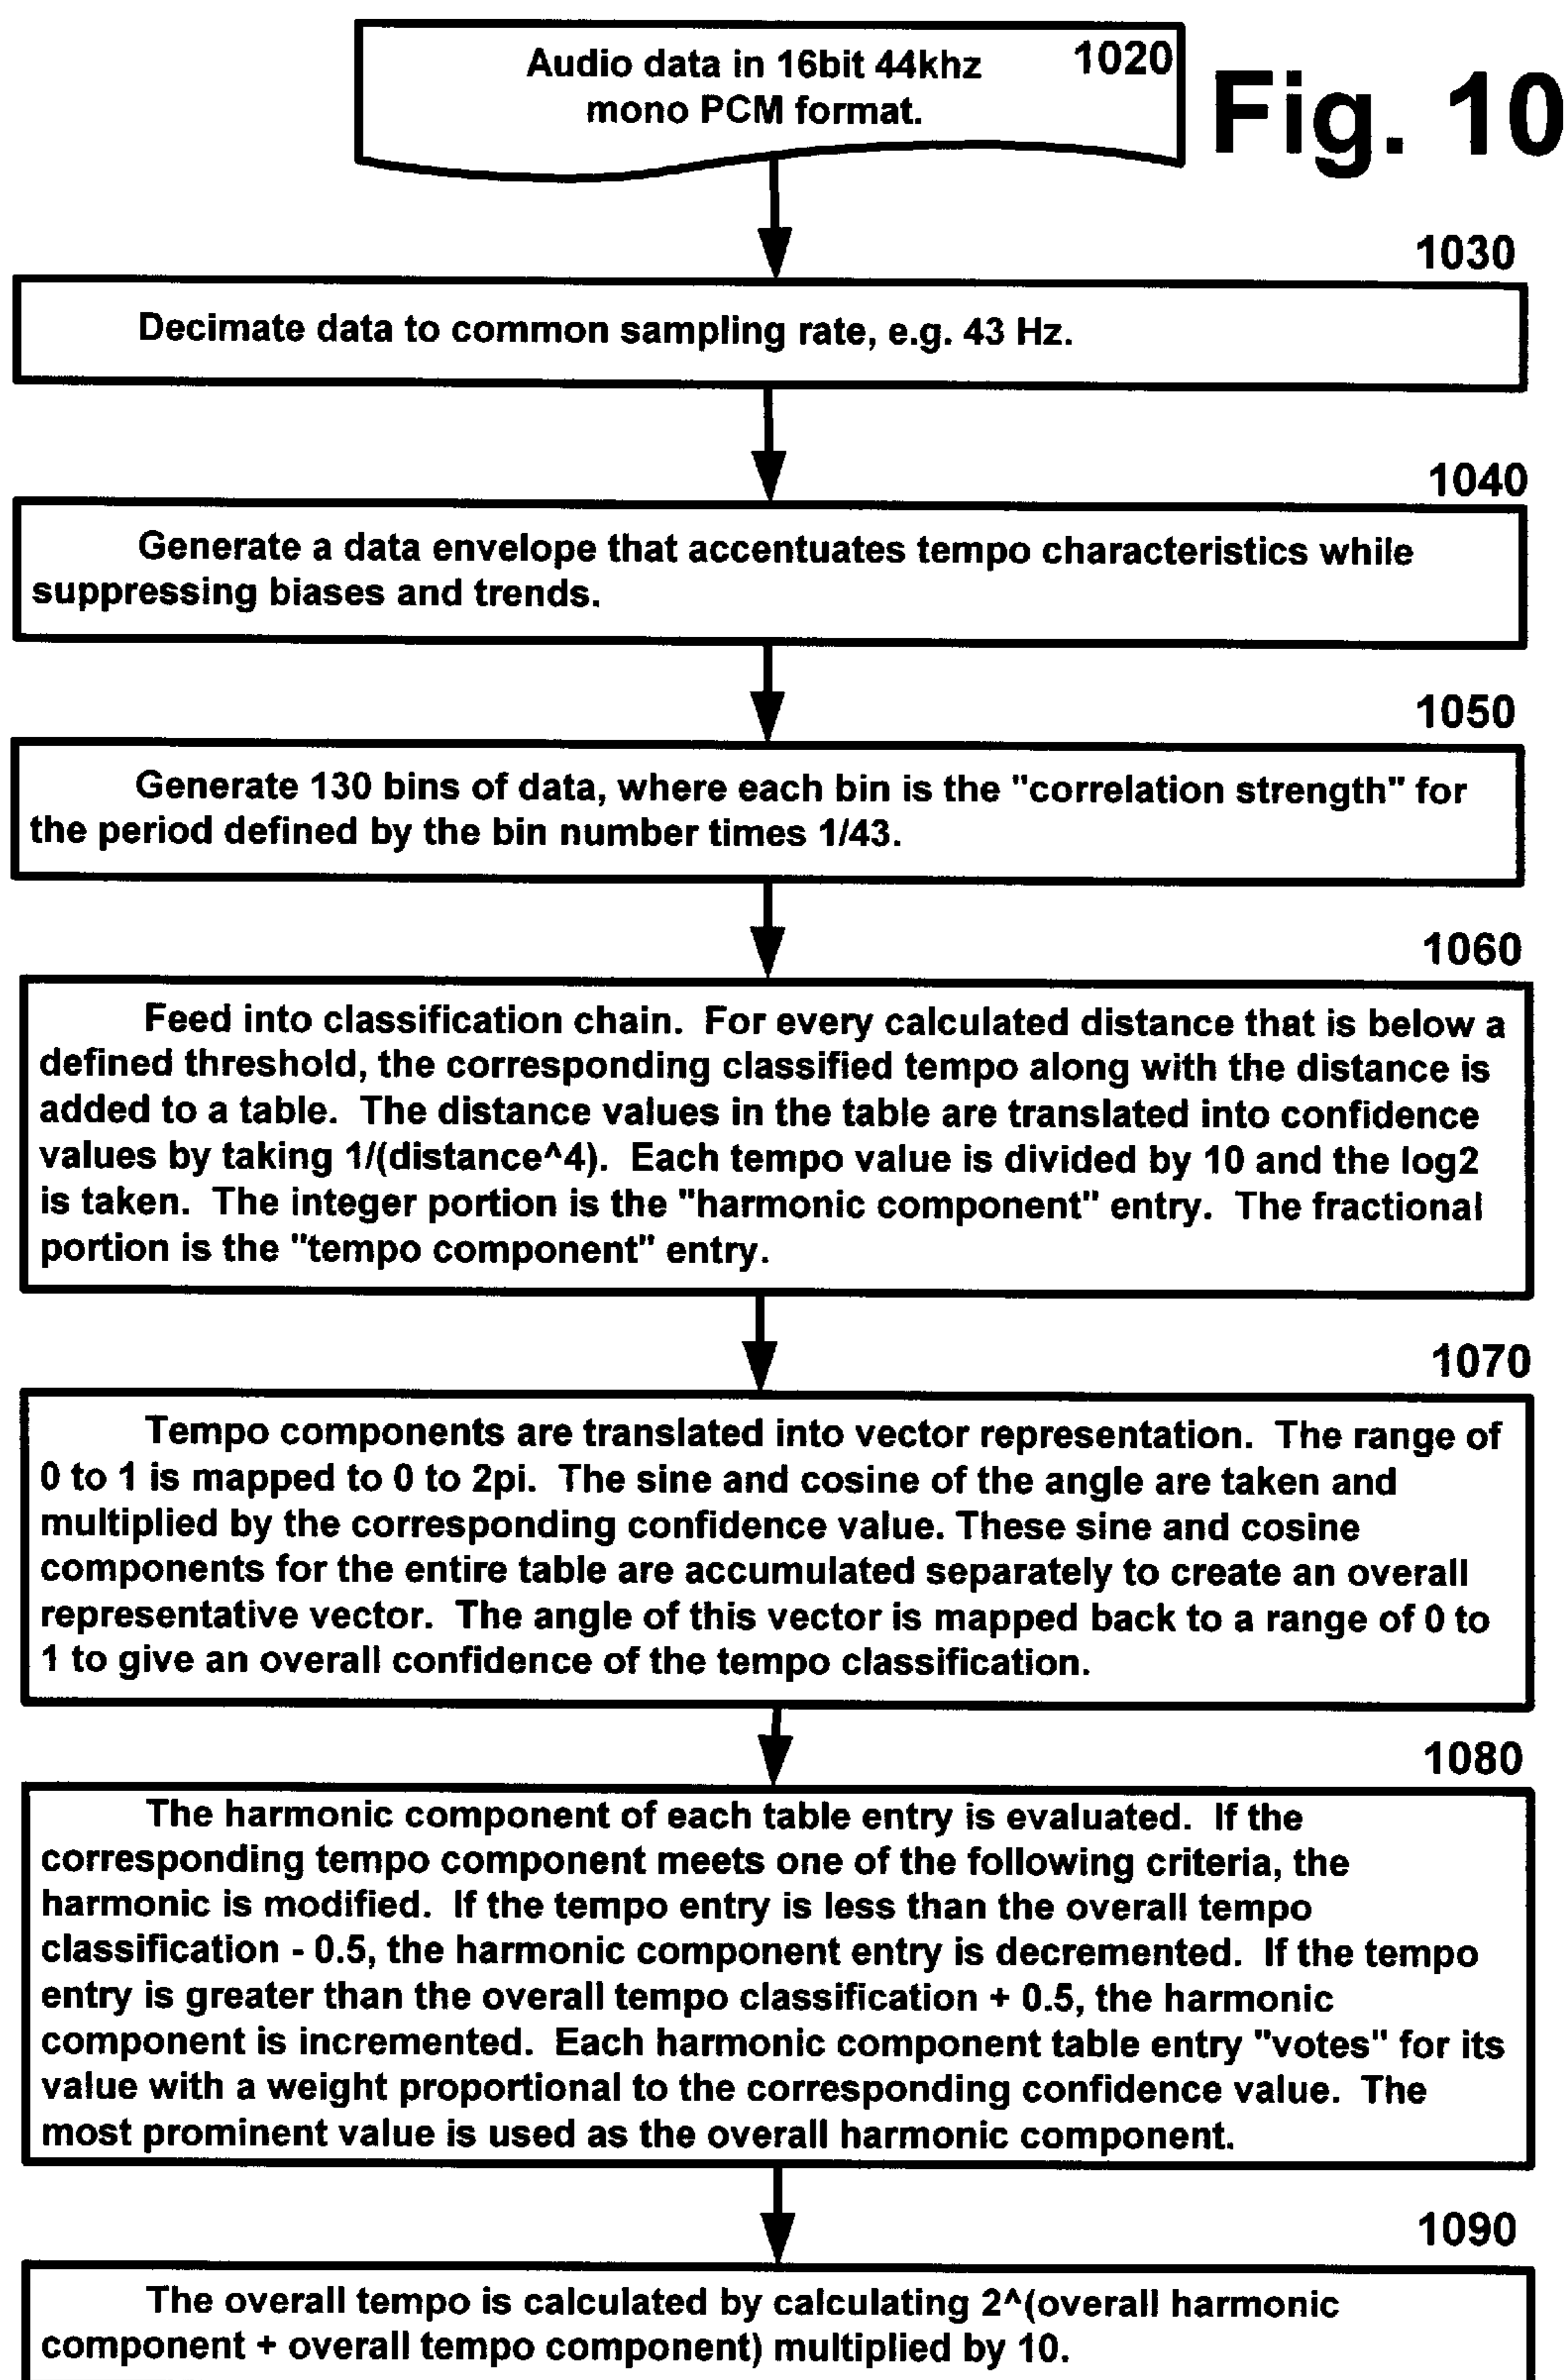 Audio data in 16bit 44khz
mono PCM format.
1020
Fig. 10
1030
Decimate data to common sampling rate, e.g. 43 Hz.
1040
Generate a data envelope that accentuates tempo characteristics while
suppressing biases and trends.
1050
Generate 130 bins of data, where each bin is the "correlation strength" for
the period defined by the bin number times 1/43.
1060
Feed into classification chain. For every calculated distance that is below a
defined threshold, the corresponding classified tempo along with the distance is
added to a table. The distance values in the table are translated into confidence
values by taking 1/(distance^4). Each tempo value is divided by 10 and the log2
is taken. The integer portion is the "harmonic component" entry. The fractional
portion is the "tempo component" entry.
1070
Tempo components are translated into vector representation. The range of
0 to 1 is mapped to 0 to 2pi. The sine and cosine of the angle are taken and
multiplied by the corresponding confidence value. These sine and cosine
components for the entire table are accumulated separately to create an overall
representative vector. The angle of this vector is mapped back to a range of 0 to
1 to give an overall confidence of the tempo classification.
1080
The harmonic component of each table entry is evaluated. If the
corresponding tempo component meets one of the following criteria, the
harmonic is modified. If the tempo entry is less than the overall tempo
classification - 0.5, the harmonic component entry is decremented. If the tempo
entry is greater than the overall tempo classification + 0.5, the harmonic
component is incremented. Each harmonic component table entry "votes" for its
value with a weight proportional to the corresponding confidence value. The
most prominent value is used as the overall harmonic component.
1090
The overall tempo is calculated by calculating 2^(overall harmonic
component + overall tempo component) multiplied by 10.